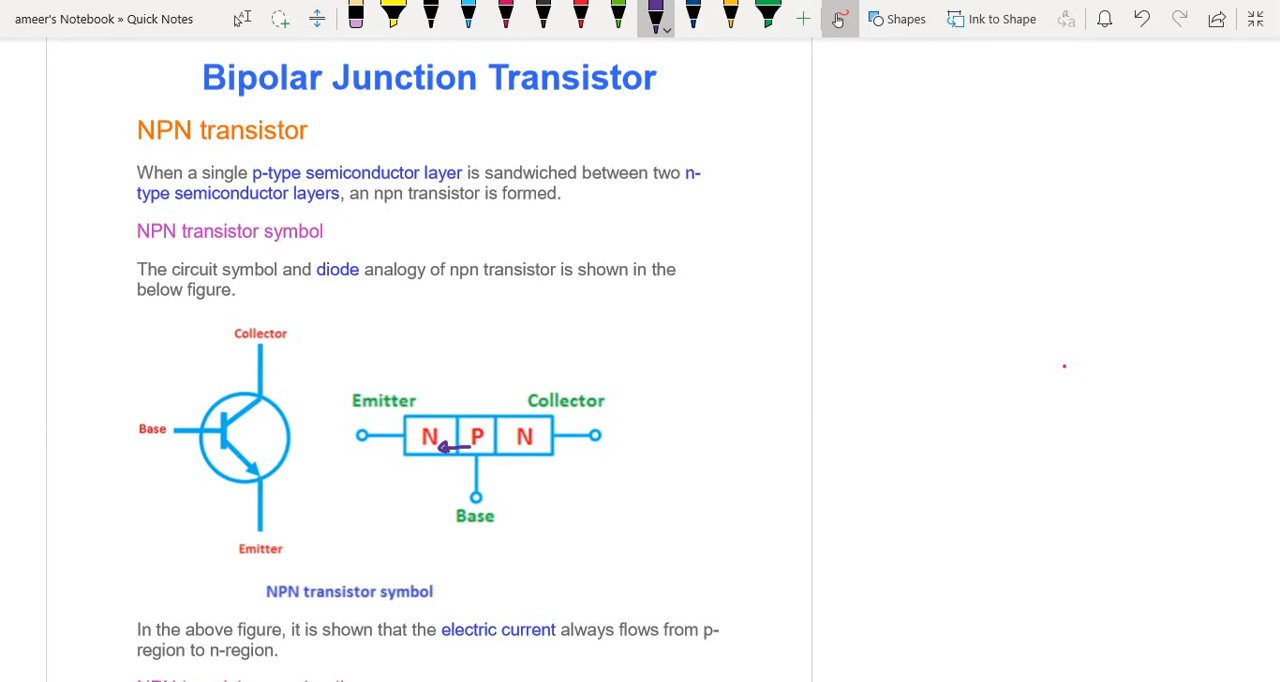 ameer's Notebook » Quick Notes
Shapes
Ink to Shape
Bipolar Junction Transistor
NPN transistor
When a single p-type semiconductor layer is sandwiched between two n-
type semiconductor layers, an npn transistor is formed.
NPN transistor symbol
The circuit symbol and diode analogy of npn transistor is shown in the
below figure.
Collector
Base
Emitter
Emitter
Collector
N P N
Base
NPN transistor symbol
In the above figure, it is shown that the electric current always flows from p-
region to n-region.